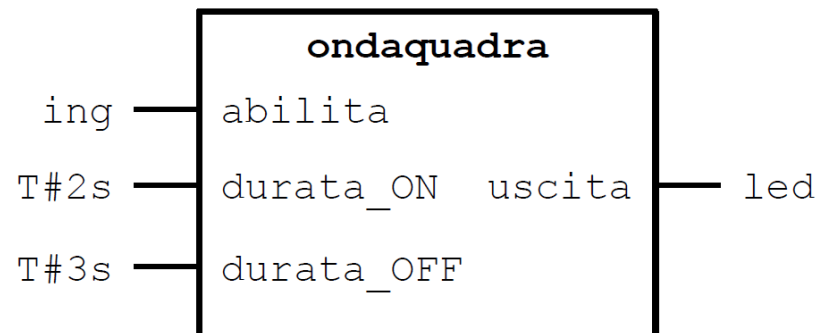 ondaquadra
ing abilita
T#2s durata_ON uscita led
T#3s durata_OFF